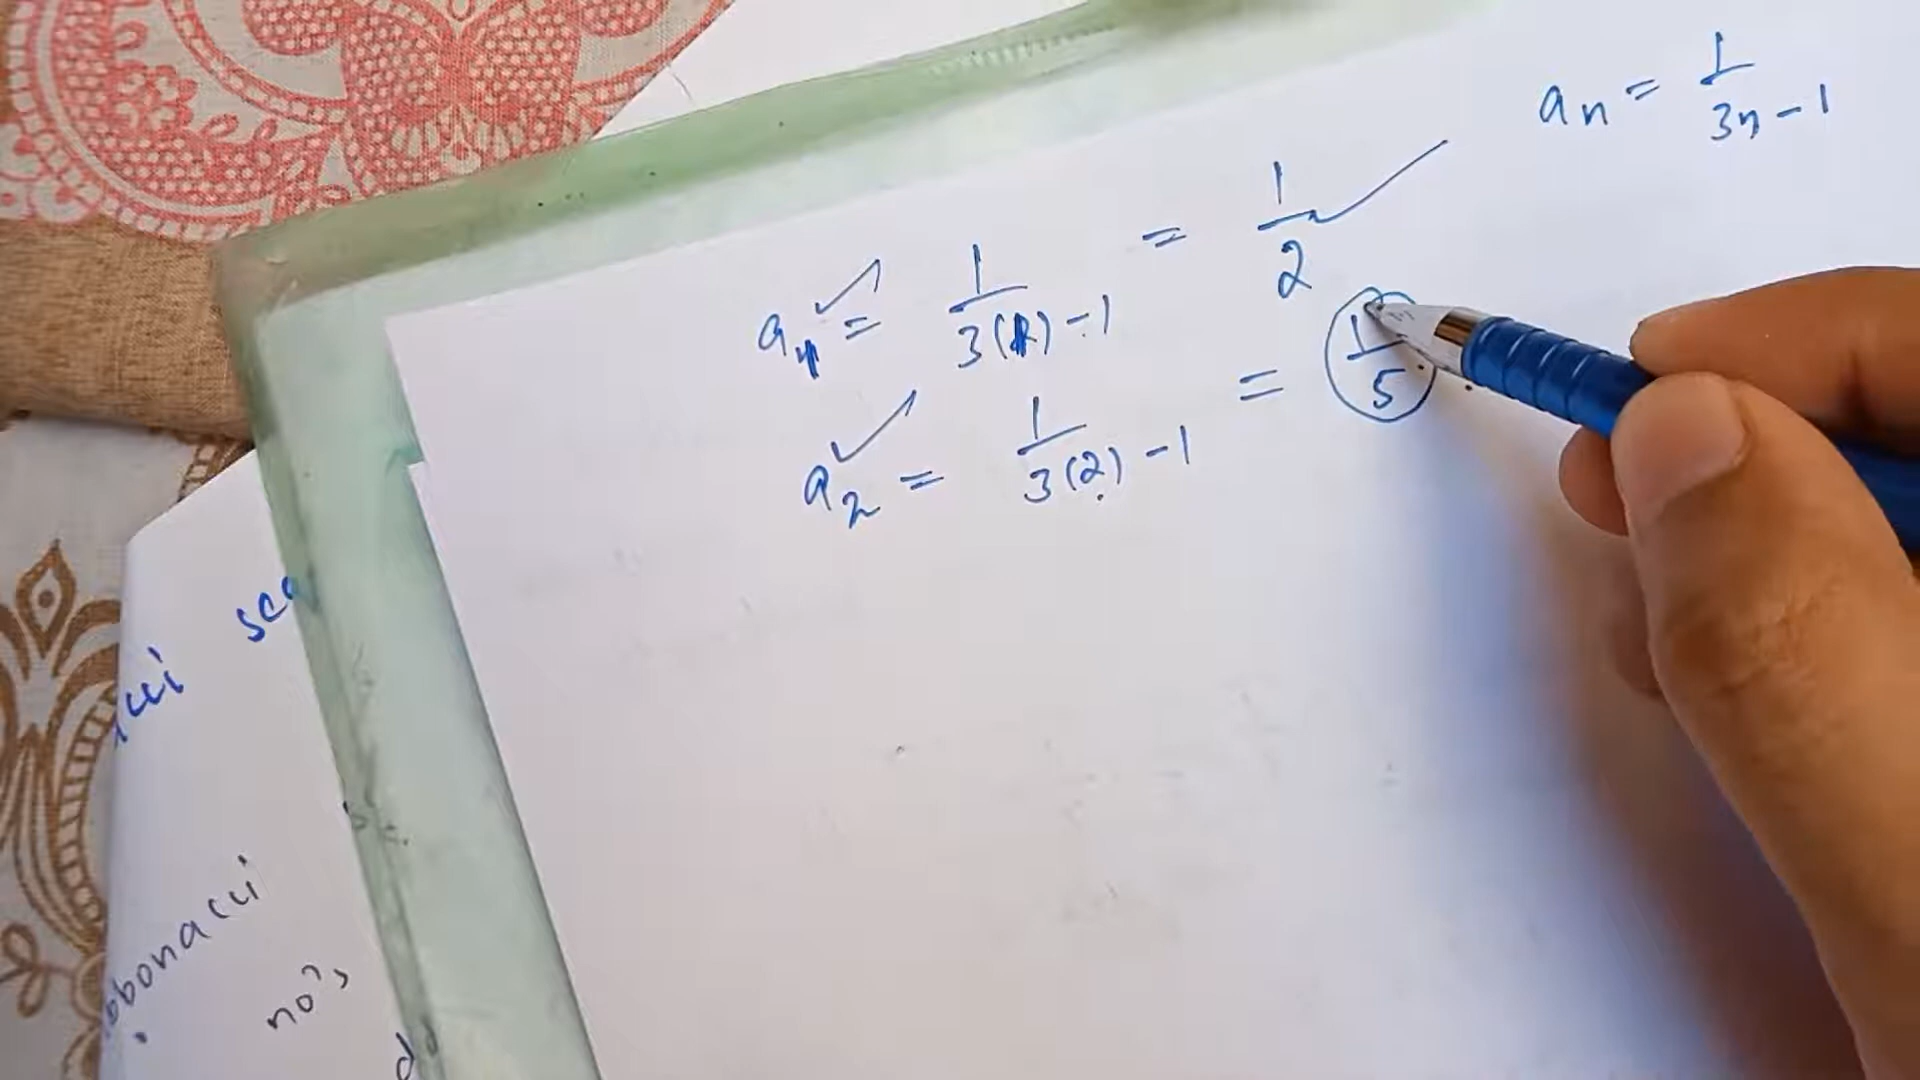 aₙ = 1/(3n-1)
a₁ = 1/(3(1)-1) = 1/2
a₂ = 1/(3(2)-1) = 1/5
no's